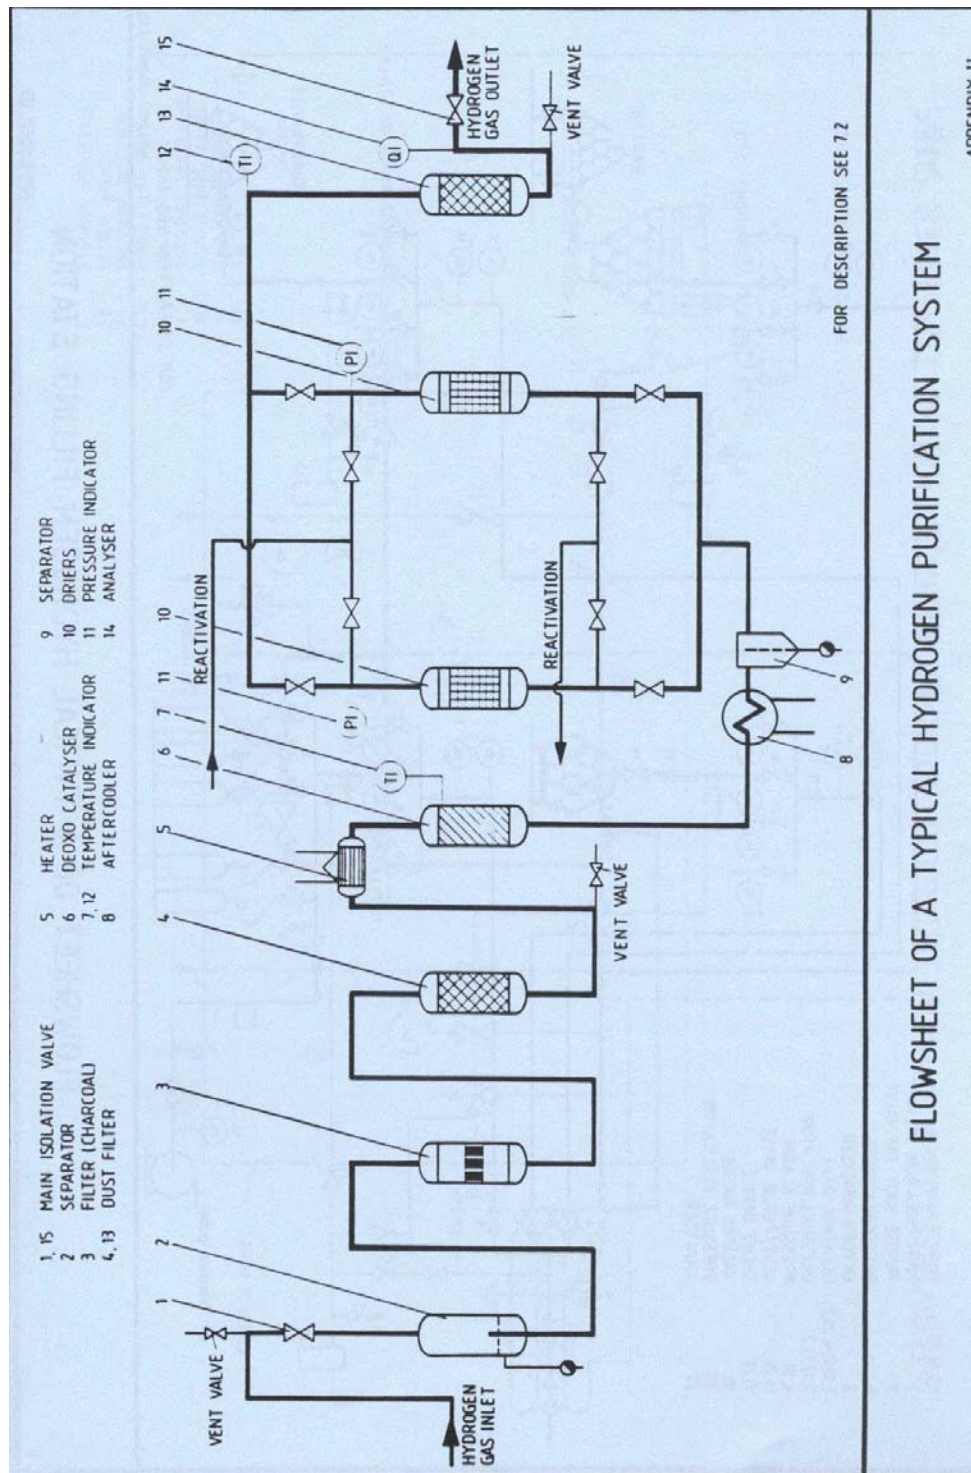 1, 15 MAIN ISOLATION VALVE
2 SEPARATOR
3 FILTER (CHARCOAL)
4, 13 DUST FILTER
5 HEATER
6 DEOXO CATALYSER
7, 12 TEMPERATURE INDICATOR
8 AFTERCOOLER
9 SEPARATOR
10 DRIERS
11 PRESSURE INDICATOR
14 ANALYSER
1
2
3
4
5
6
7
11
10
10
11
12
13
14
15
VENT VALVE
HYDROGEN
GAS INLET
REACTIVATION
TI
PI
PI
TI
QI
HYDROGEN
GAS OUTLET
VENT VALVE
VENT VALVE
REACTIVATION
8
9
FOR DESCRIPTION SEE 7.2
FLOWSHEET OF A TYPICAL HYDROGEN PURIFICATION SYSTEM